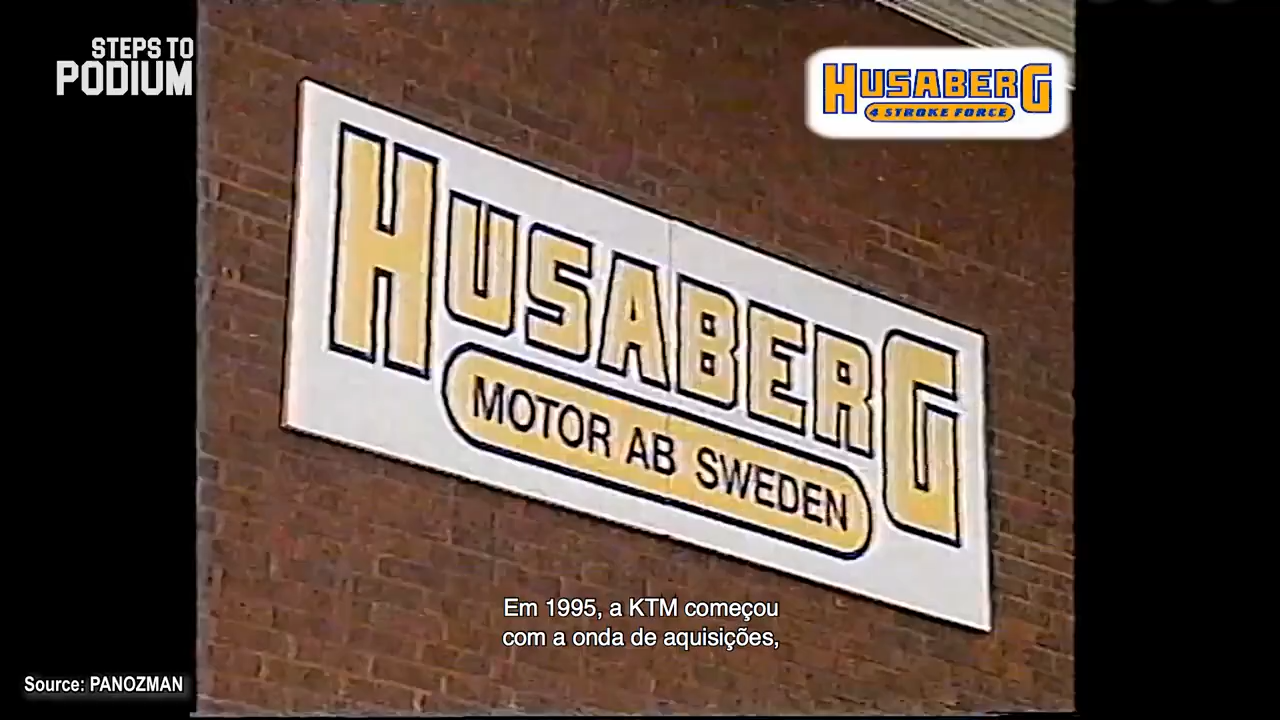 STEPS TO
PODIUM
HUSABERG
4 STROKE FORCE
HUSABERG
MOTOR AB SWEDEN
Em 1995, a KTM começou
com a onda de aquisições,
Source: PANOZMAN